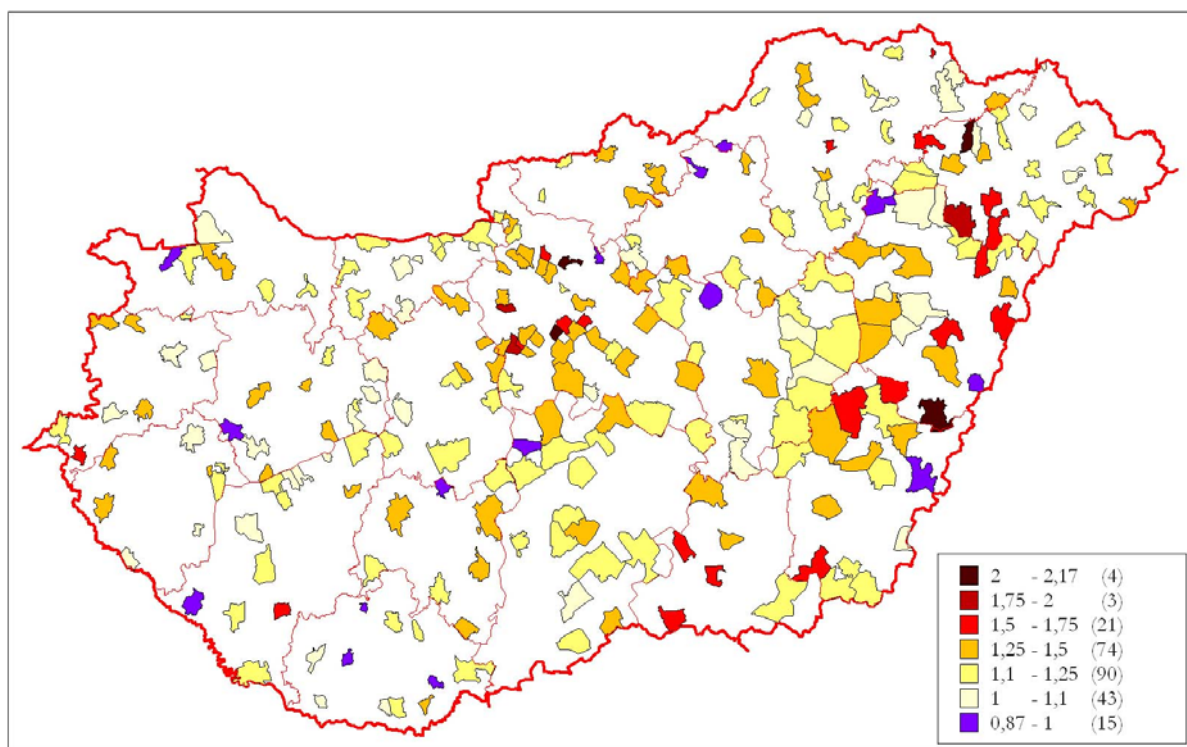 2 - 2,17 (4)
1,75 - 2 (3)
1,5 - 1,75 (21)
1,25 - 1,5 (74)
1,1 - 1,25 (90)
1 - 1,1 (43)
0,87 - 1 (15)